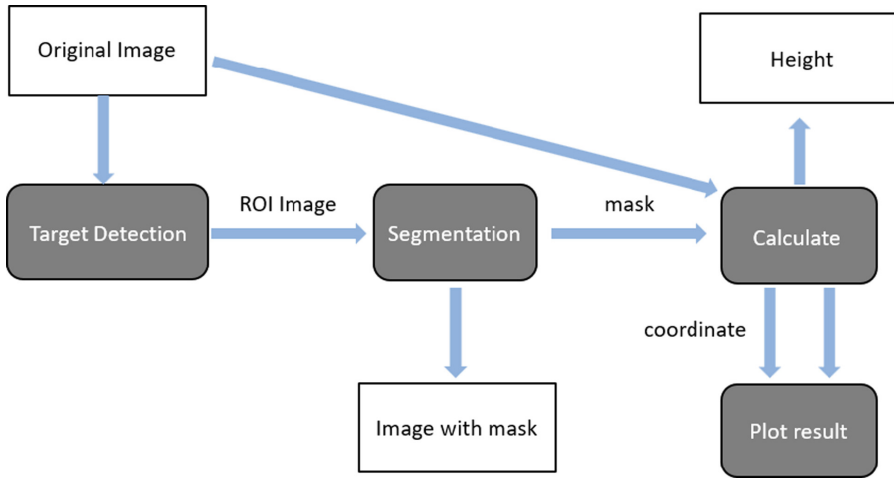 Original Image
Height
Target Detection
ROI Image
Segmentation
mask
Calculate
coordinate
Image with mask
Plot result